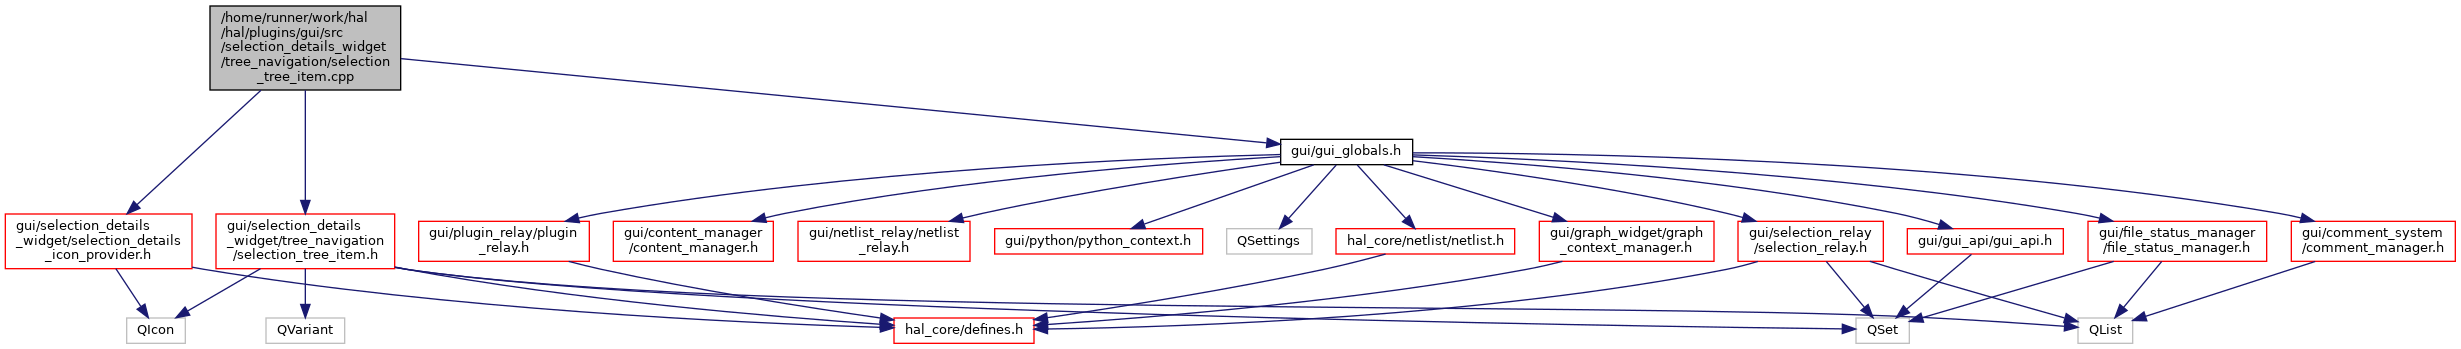 /home/runner/work/hal
/hal/plugins/gui/src
/selection_details_widget
/tree_navigation/selection
_tree_item.cpp
gui/gui_globals.h
gui/selection_details
_widget/selection_details
_icon_provider.h
gui/selection_details
_widget/tree_navigation
/selection_tree_item.h
gui/plugin_relay/plugin
_relay.h
gui/content_manager
/content_manager.h
gui/netlist_relay/netlist
_relay.h
gui/python/python_context.h
QSettings
hal_core/netlist/netlist.h
gui/graph_widget/graph
_context_manager.h
gui/selection_relay
/selection_relay.h
gui/gui_api/gui_api.h
gui/file_status_manager
/file_status_manager.h
gui/comment_system
/comment_manager.h
QIcon
QVariant
hal_core/defines.h
QSet
QList